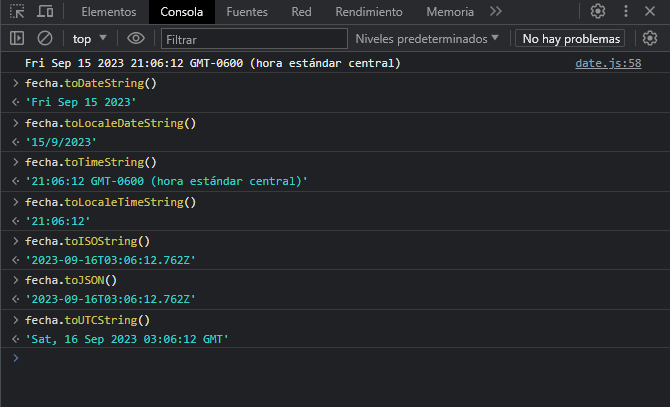 Elementos Consola Fuentes Red Rendimiento Memoria
top Filtrar Niveles predeterminados No hay problemas
Fri Sep 15 2023 21:06:12 GMT-0600 (hora estándar central) date.js:58
fecha.toDateString()
'Fri Sep 15 2023'
fecha.toLocaleDateString()
'15/9/2023'
fecha.toTimeString()
'21:06:12 GMT-0600 (hora estándar central)'
fecha.toLocaleTimeString()
'21:06:12'
fecha.toISOString()
'2023-09-16T03:06:12.762Z'
fecha.toJSON()
'2023-09-16T03:06:12.762Z'
fecha.toUTCString()
'Sat, 16 Sep 2023 03:06:12 GMT'